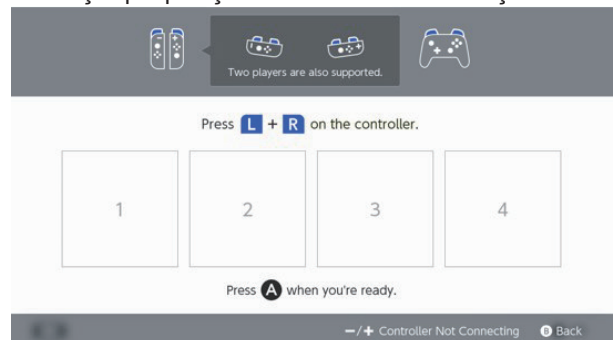 Two players are also supported.
Press L + R on the controller.
1 2 3 4
Press A when you're ready.
−/+ Controller Not Connecting B Back